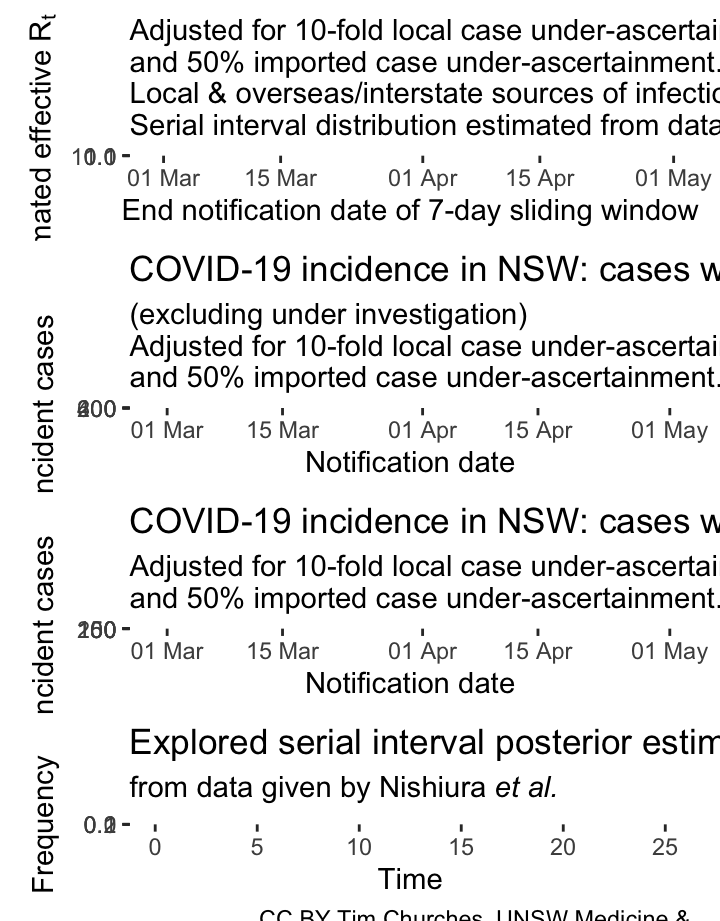 nated effective Rt
Adjusted for 10-fold local case under-ascertai
and 50% imported case under-ascertainment.
Local & overseas/interstate sources of infectio
Serial interval distribution estimated from data
01 Mar 15 Mar 01 Apr 15 Apr 01 May
End notification date of 7-day sliding window
COVID-19 incidence in NSW: cases w
(excluding under investigation)
Adjusted for 10-fold local case under-ascertai
and 50% imported case under-ascertainment.
ncident cases
01 Mar 15 Mar 01 Apr 15 Apr 01 May
Notification date
COVID-19 incidence in NSW: cases w
Adjusted for 10-fold local case under-ascertai
and 50% imported case under-ascertainment.
ncident cases
01 Mar 15 Mar 01 Apr 15 Apr 01 May
Notification date
Explored serial interval posterior estim
from data given by Nishiura et al.
Frequency
0 5 10 15 20 25
Time
CC BY Tim Churches, UNSW Medicine &